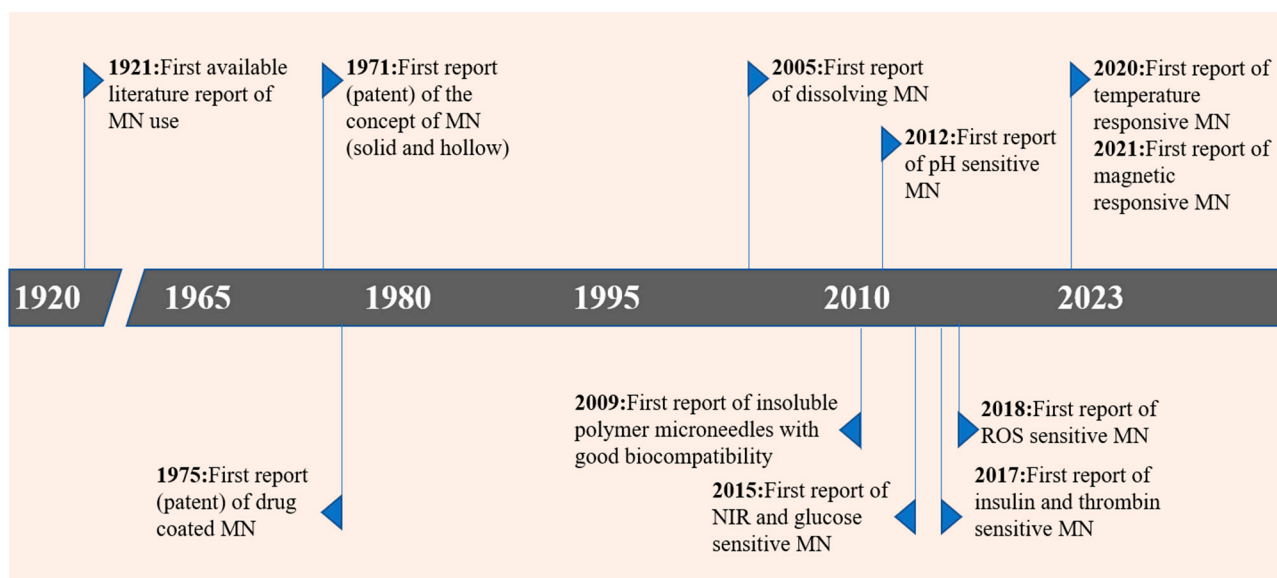 1921:First available
literature report of
MN use
1971:First report
(patent) of the
concept of MN
(solid and hollow)
2005:First report
of dissolving MN
2012:First report
of pH sensitive
MN
2020:First report of
temperature
responsive MN
2021:First report of
magnetic
responsive MN
1920 1965 1980 1995 2010 2023
1975:First report
(patent) of drug
coated MN
2009:First report of insoluble
polymer microneedles with
good biocompatibility
2015:First report of
NIR and glucose
sensitive MN
2018:First report of
ROS sensitive MN
2017:First report of
insulin and thrombin
sensitive MN